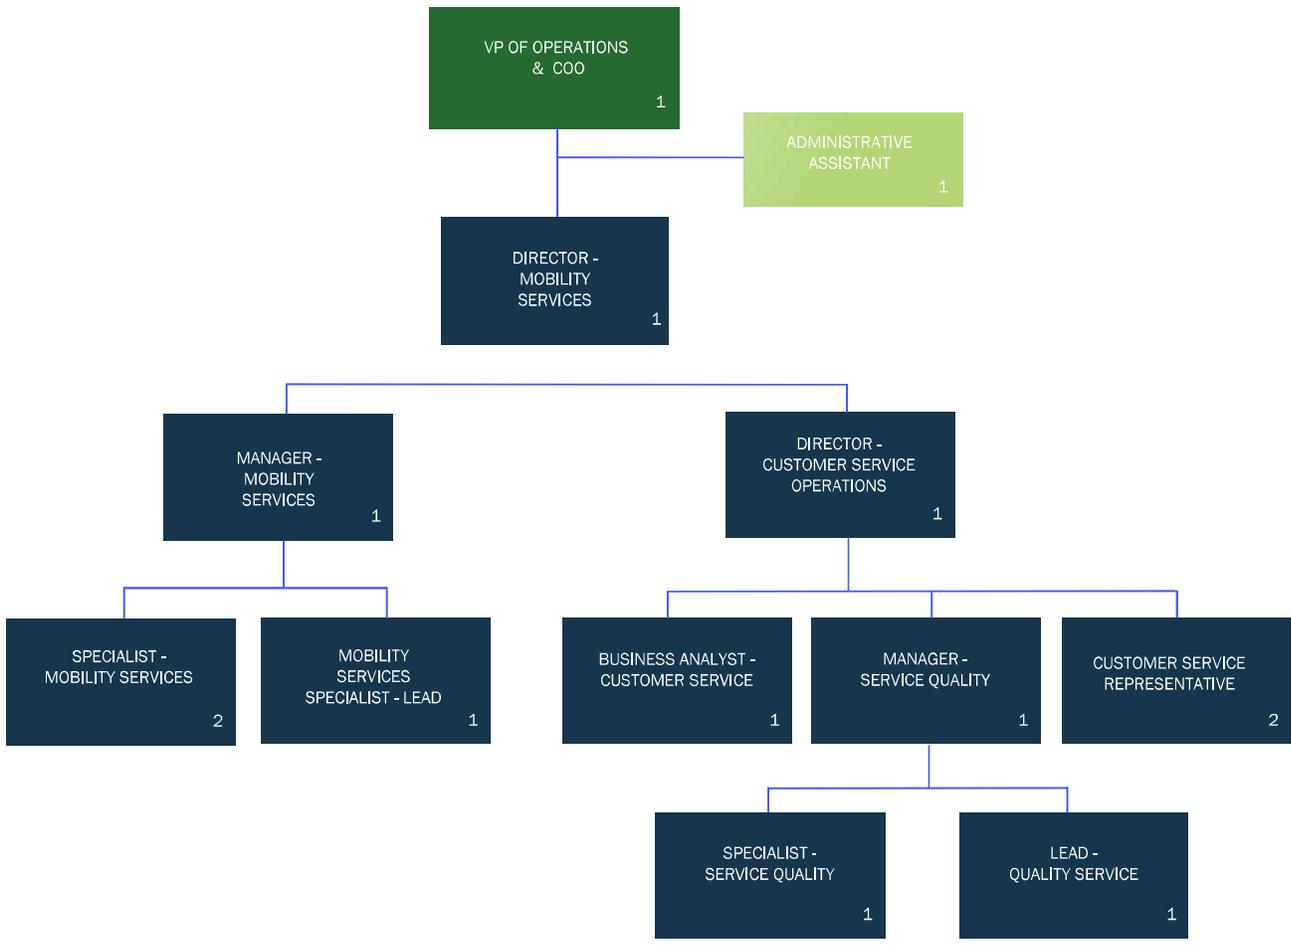 VP OF OPERATIONS
& COO
1
ADMINISTRATIVE
ASSISTANT
1
DIRECTOR -
MOBILITY
SERVICES
1
MANAGER -
MOBILITY
SERVICES
1
DIRECTOR -
CUSTOMER SERVICE
OPERATIONS
1
SPECIALIST -
MOBILITY SERVICES
2
MOBILITY
SERVICES
SPECIALIST - LEAD
1
BUSINESS ANALYST -
CUSTOMER SERVICE
1
MANAGER -
SERVICE QUALITY
1
CUSTOMER SERVICE
REPRESENTATIVE
2
SPECIALIST -
SERVICE QUALITY
1
LEAD -
QUALITY SERVICE
1